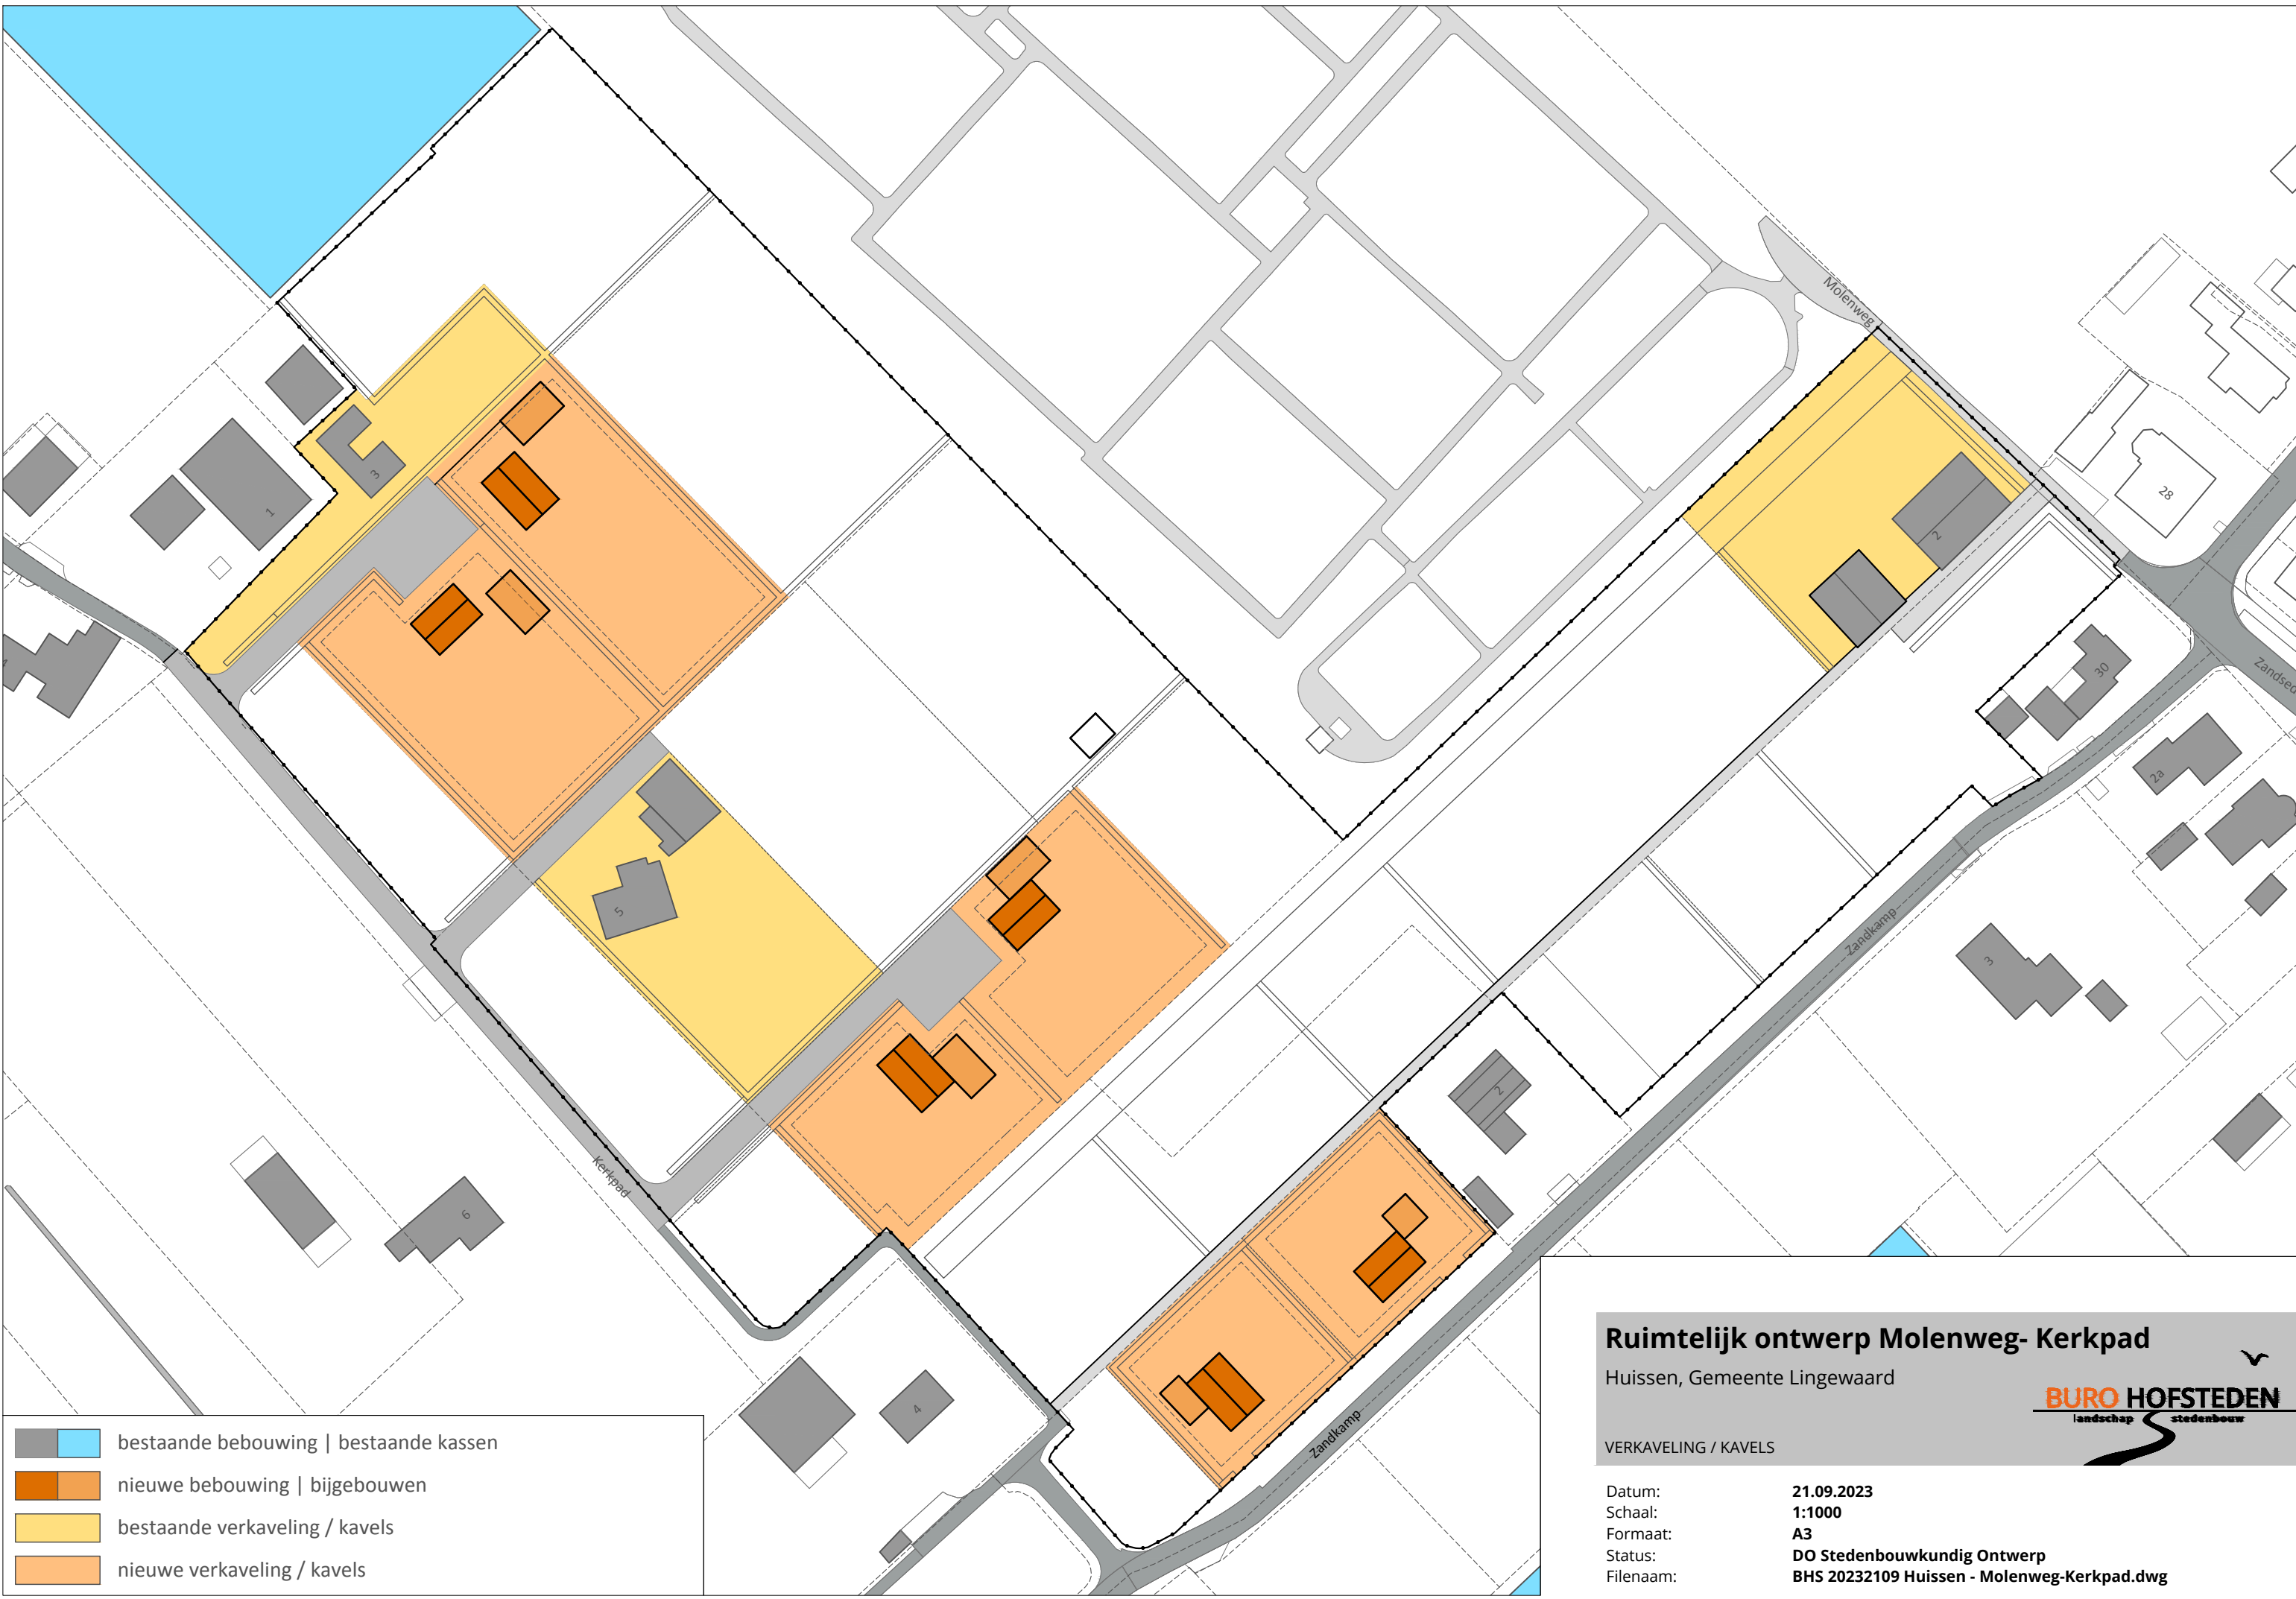 Molenweg
28
2
30
Zandsed
2a
3
1
3
4
5
Zandkamp
3
2
Kerkpad
6
4
Zandkamp
bestaande bebouwing | bestaande kassen
nieuwe bebouwing | bijgebouwen
bestaande verkaveling / kavels
nieuwe verkaveling / kavels
Ruimtelijk ontwerp Molenweg- Kerkpad
Huissen, Gemeente Lingewaard
BURO HOFSTEDEN
landschap stedenbouw
VERKAVELING / KAVELS
Datum: 21.09.2023
Schaal: 1:1000
Formaat: A3
Status: DO Stedenbouwkundig Ontwerp
Filenaam: BHS 20232109 Huissen - Molenweg-Kerkpad.dwg